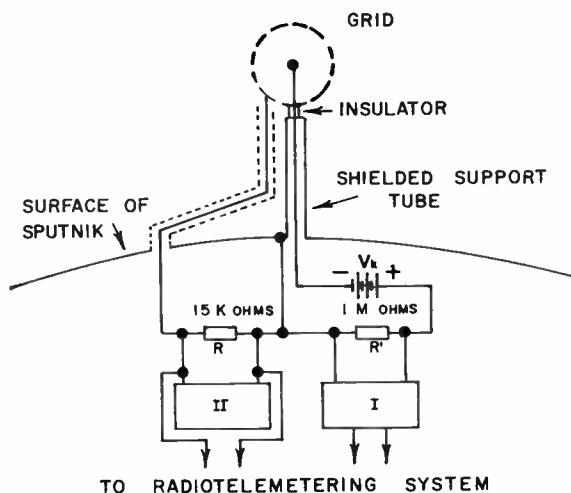 GRID
INSULATOR
SHIELDED SUPPORT
TUBE
SURFACE OF
SPUTNIK
− Vk +
15 K OHMS
1 M OHMS
R
R'
II
I
TO RADIOTELEMETERING SYSTEM